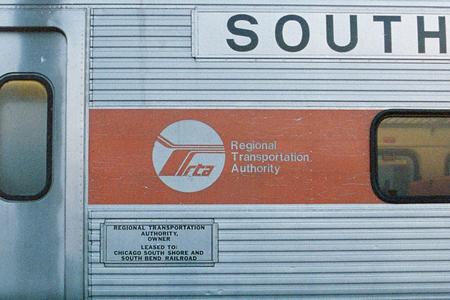 SOUTH
rta
Regional
Transportation
Authority
REGIONAL TRANSPORTATION
AUTHORITY,
OWNER
LEASED TO:
CHICAGO SOUTH SHORE AND
SOUTH BEND RAILROAD